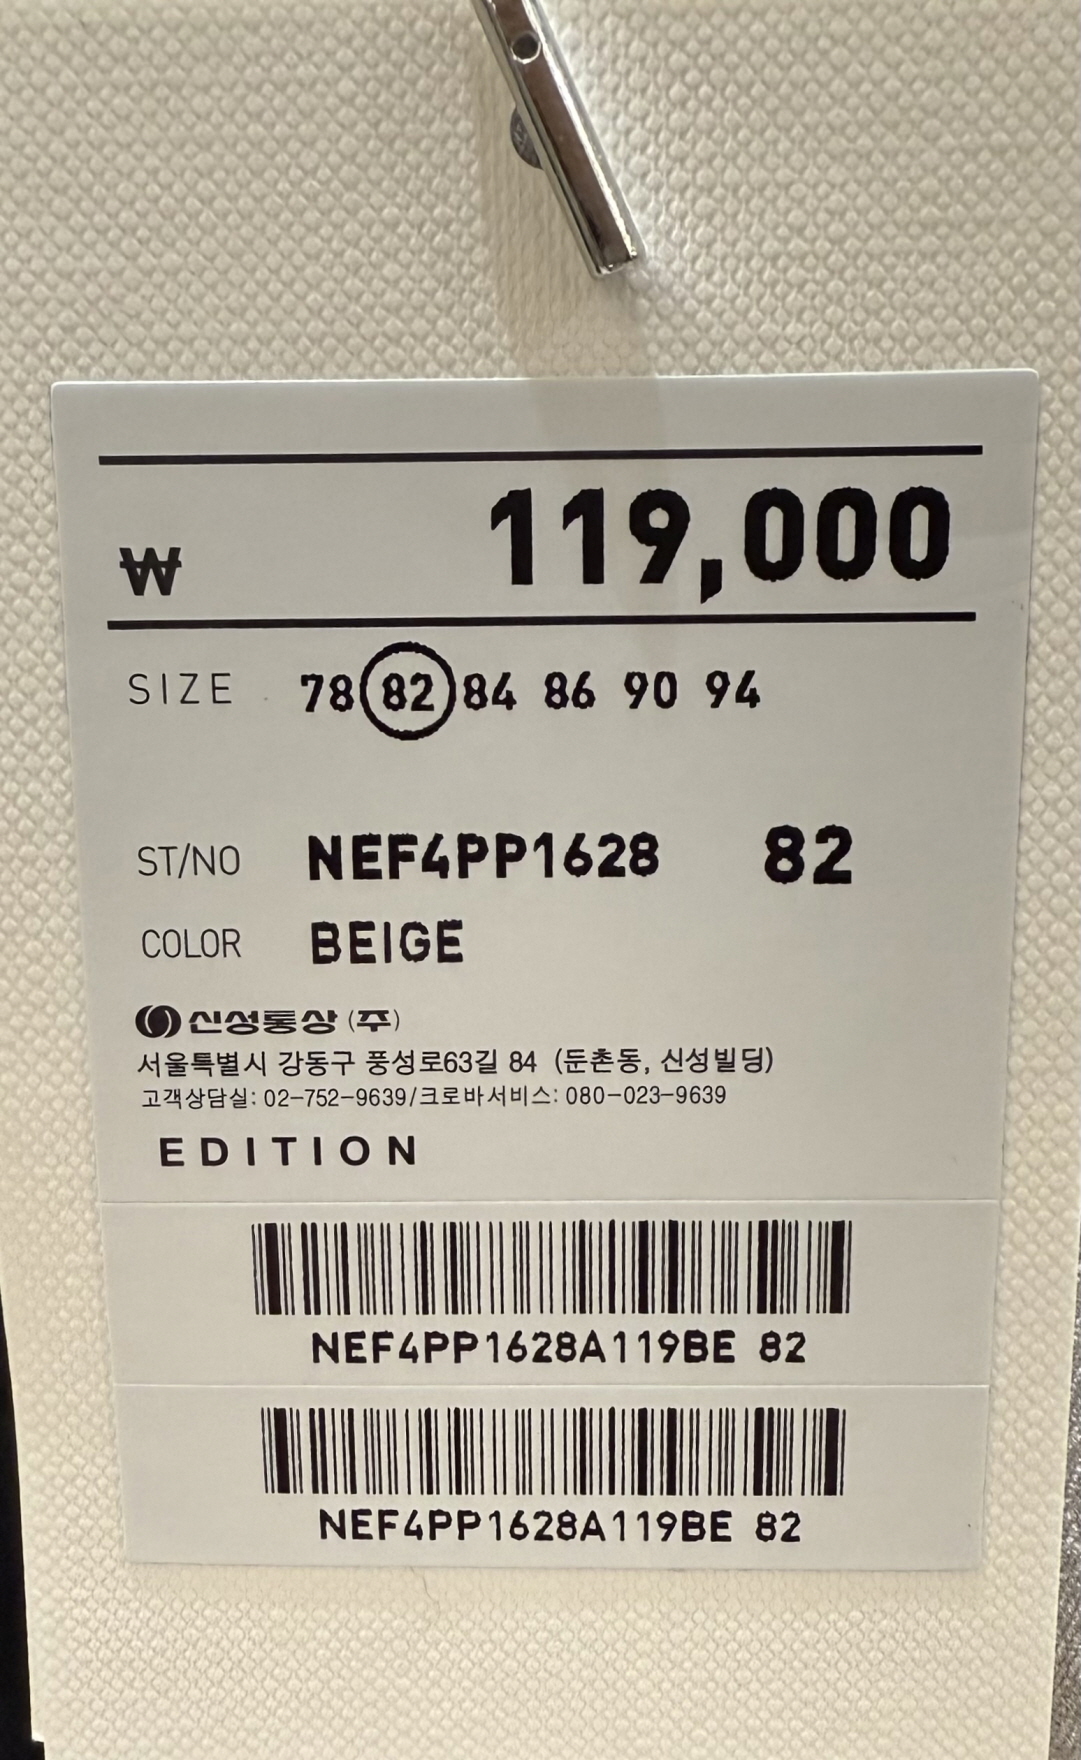 ₩ 119,000
SIZE 78 82 84 86 90 94
ST/NO NEF4PP1628 82
COLOR BEIGE
신성통상 (주)
서울특별시 강동구 풍성로63길 84 (둔촌동, 신성빌딩)
고객상담실: 02-752-9639/크로바서비스: 080-023-9639
EDITION
NEF4PP1628A119BE 82
NEF4PP1628A119BE 82